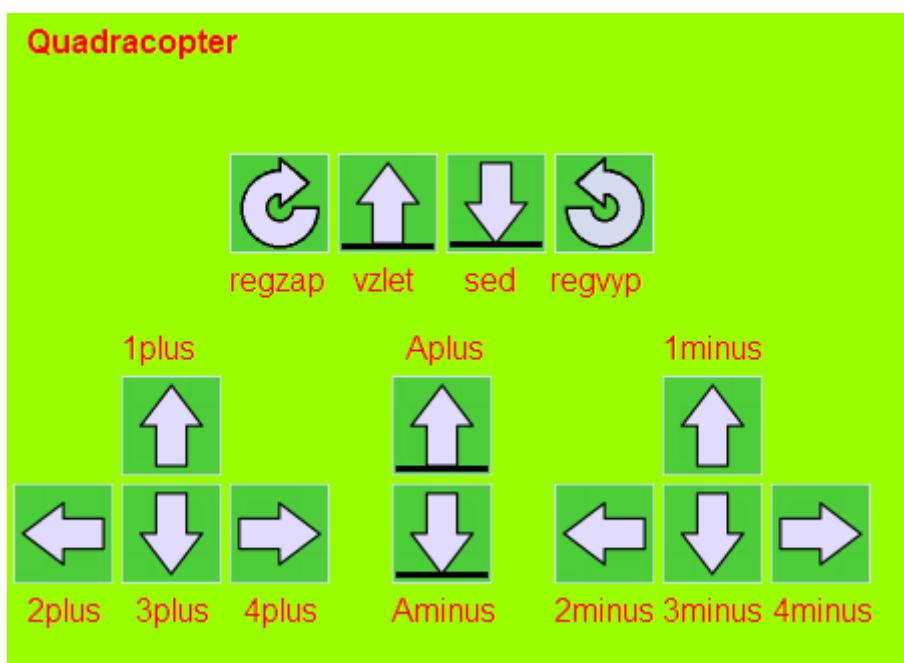 Quadracopter
regzap vzlet sed regvyp
1plus Aplus 1minus
2plus 3plus 4plus Aminus 2minus 3minus 4minus